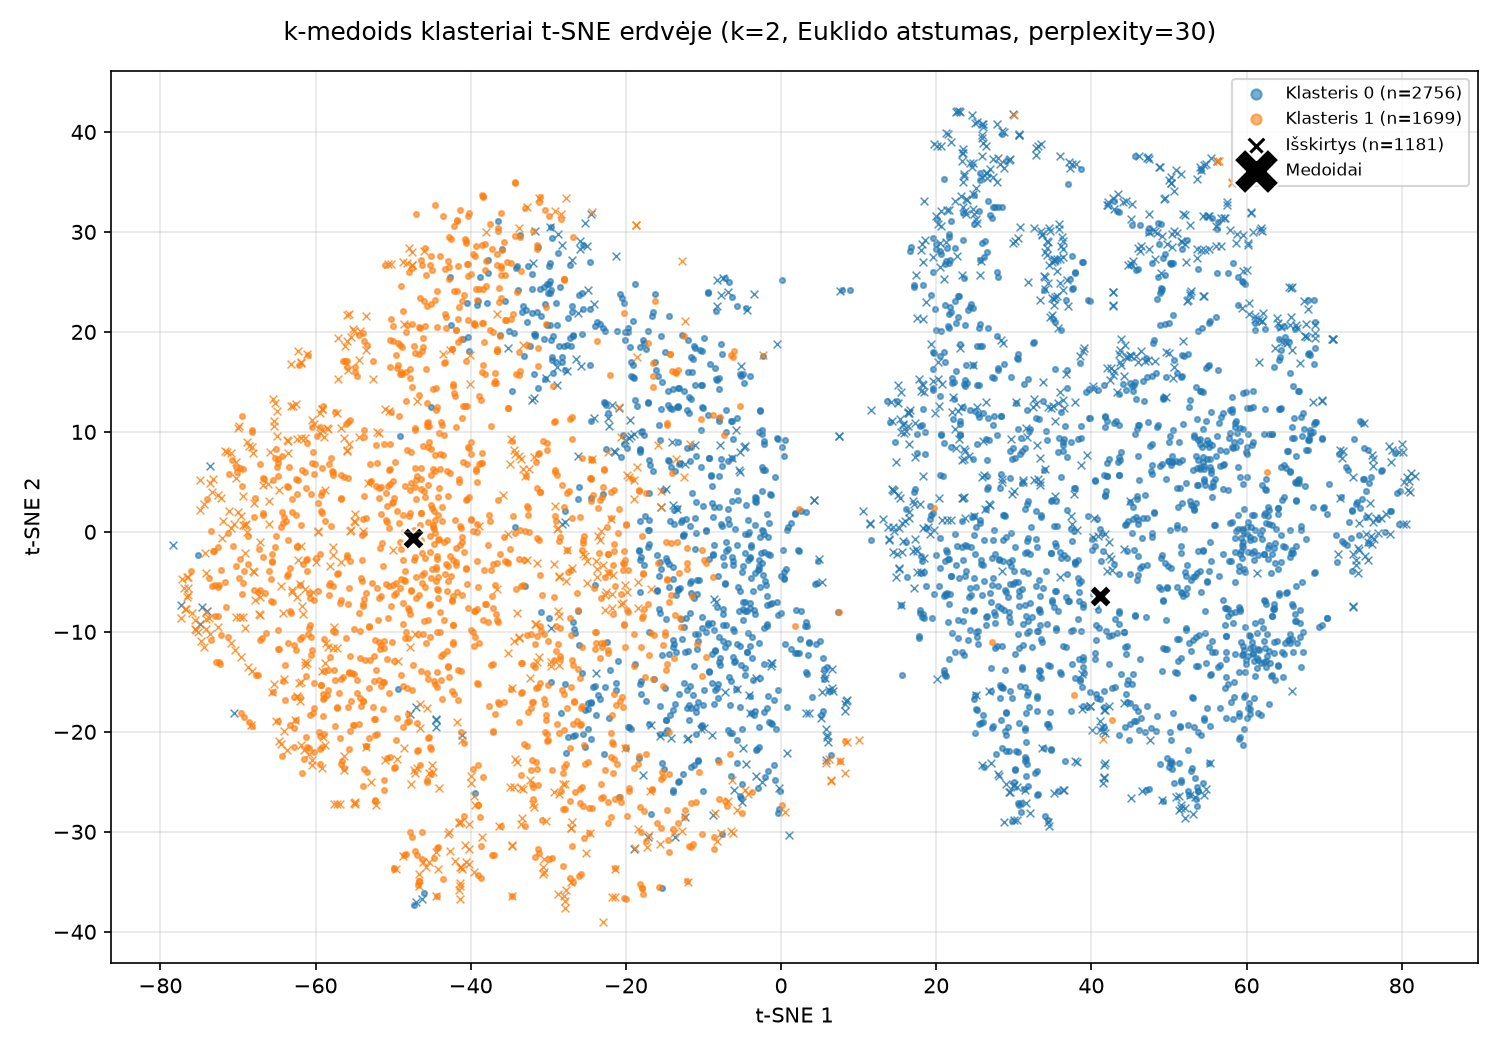 k-medoids klasteriai t-SNE erdvėje (k=2, Euklido atstumas, perplexity=30)
Klasteris 0 (n=2756)
Klasteris 1 (n=1699)
Išskirtys (n=1181)
Medoidai
40
30
20
10
0
−10
−20
−30
−40
t-SNE 2
−80 −60 −40 −20 0 20 40 60 80
t-SNE 1